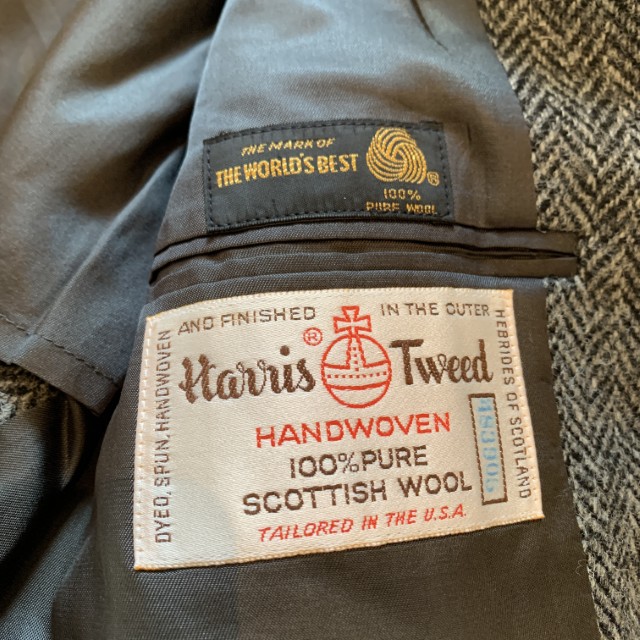 THE MARK OF
THE WORLD'S BEST
®
100%
PURE WOOL
DYED, SPUN, HANDWOVEN
AND FINISHED
IN THE OUTER
HEBRIDES OF SCOTLAND
Harris ® Tweed
HANDWOVEN
100% PURE
SCOTTISH WOOL
TAILORED IN THE U.S.A.